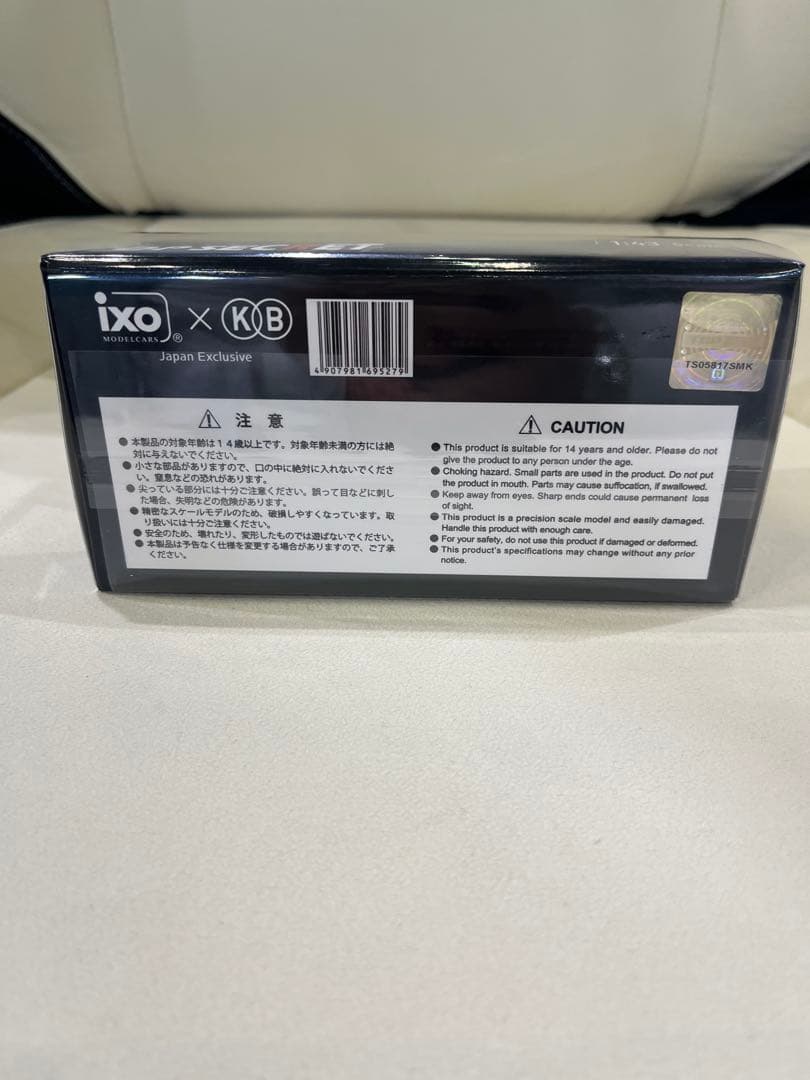 SECRET
1:43
ixo
MODELCARS ®
×
KB
Japan Exclusive
4 907981 695279
TS05817SMK
⚠ 注 意
● 本製品の対象年齢は14歳以上です。対象年齢未満の方には絶
対に与えないでください。
● 小さな部品がありますので、口の中に絶対に入れないでくださ
い。窒息などの恐れがあります。
● 尖っている部分には十分ご注意ください。誤って目などに刺し
た場合、失明などの危険があります。
● 精密なスケールモデルのため、破損しやすくなっています。取
り扱いには十分ご注意ください。
● 安全のため、壊れたり、変形したものでは遊ばないでください。
● 本製品は予告なく仕様を変更する場合がありますので、ご了承
ください。
⚠ CAUTION
● This product is suitable for 14 years and older. Please do not
give the product to any person under the age.
● Choking hazard. Small parts are used in the product. Do not put
the product in mouth. Parts may cause suffocation, if swallowed.
● Keep away from eyes. Sharp ends could cause permanent loss
of sight.
● This product is a precision scale model and easily damaged.
Handle this product with enough care.
● For your safety, do not use this product if damaged or deformed.
● This product's specifications may change without any prior
notice.